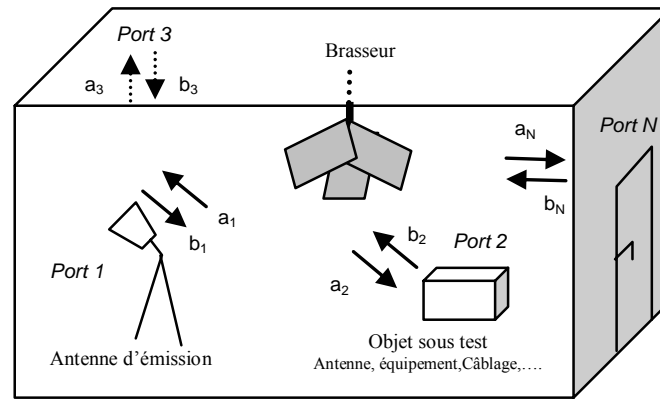 Port 3
Brasseur
a3
b3
aN
Port N
bN
a1
b1
b2
Port 2
a2
Port 1
Objet sous test
Antenne d'émission
Antenne, équipement,Câblage,….